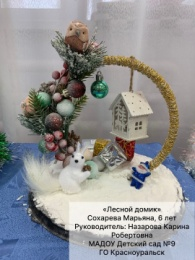 «Лесной домик»
Сохарева Марьяна, 6 лет
Руководитель: Назарова Карина
Робертовна
МАДОУ Детский сад №9
ГО Красноуральск